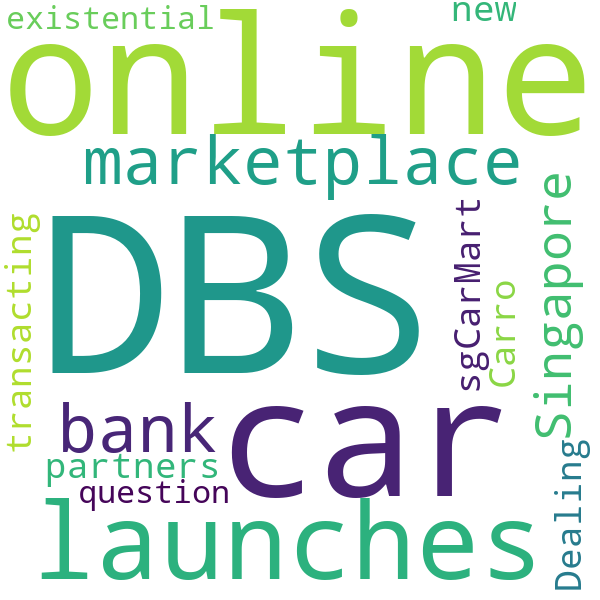 existential
new
online
marketplace
transacting
DBS
sgCarMart
Carro
Singapore
bank
car
partners
question
launches
Dealing